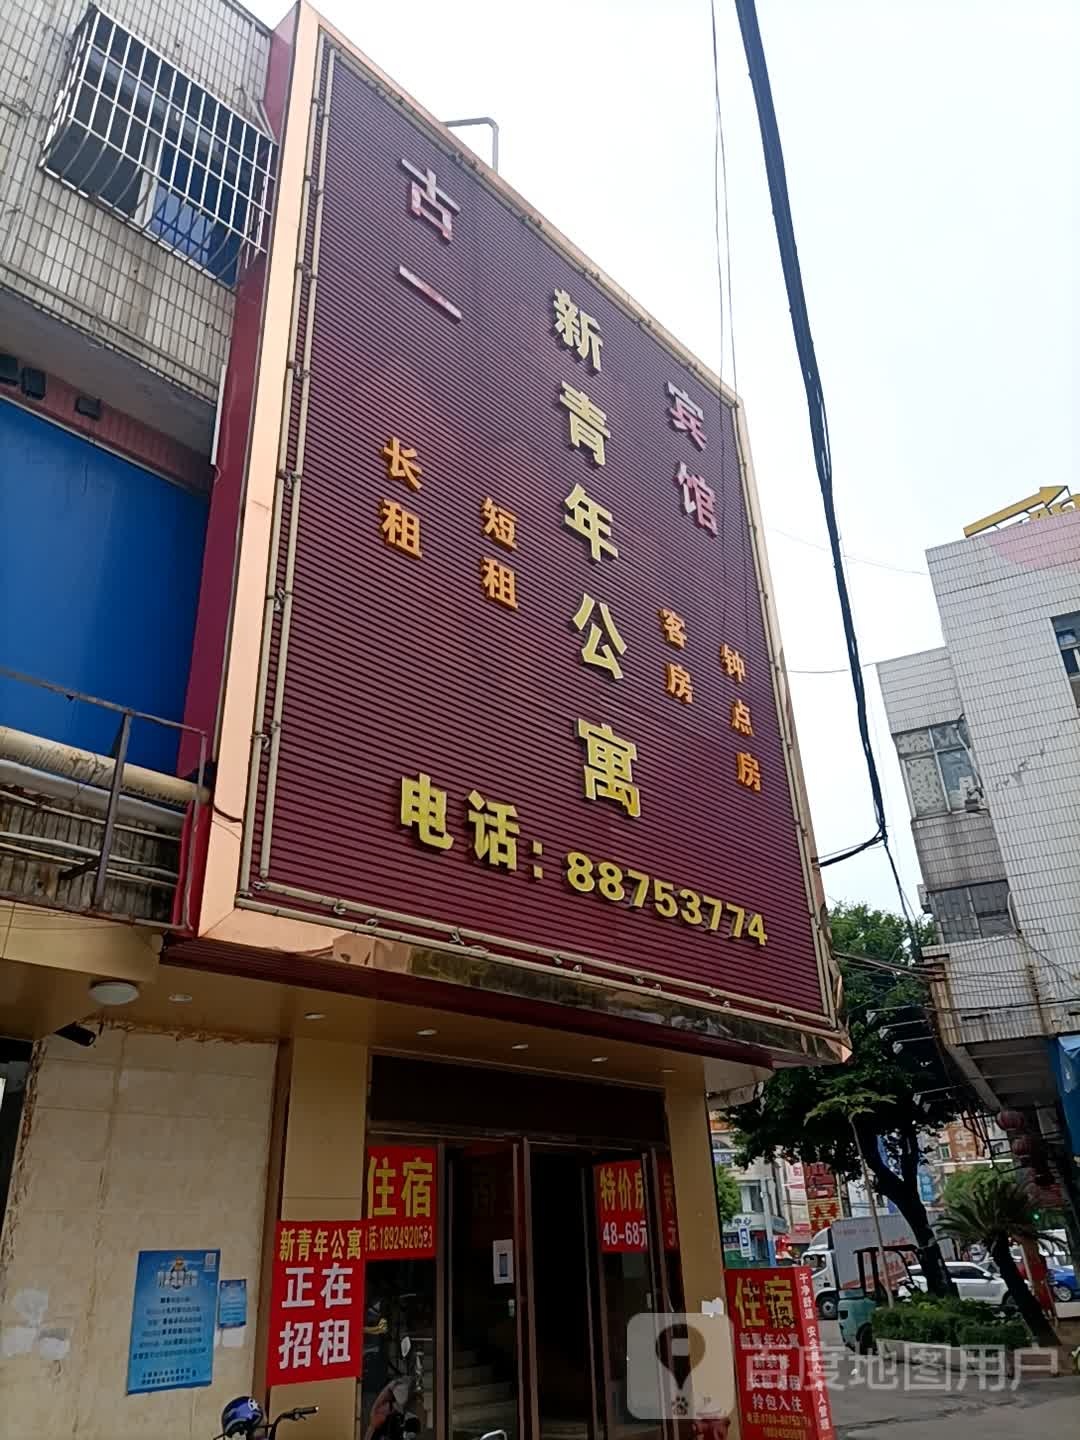 古一
宾馆
新青年公寓
长租
短租
客房
钟点房
电话：88753774
住宿
特价房
48-68元
新青年公寓
正在
招租
住宿
新青年公寓
拎包入住
百度地图用户